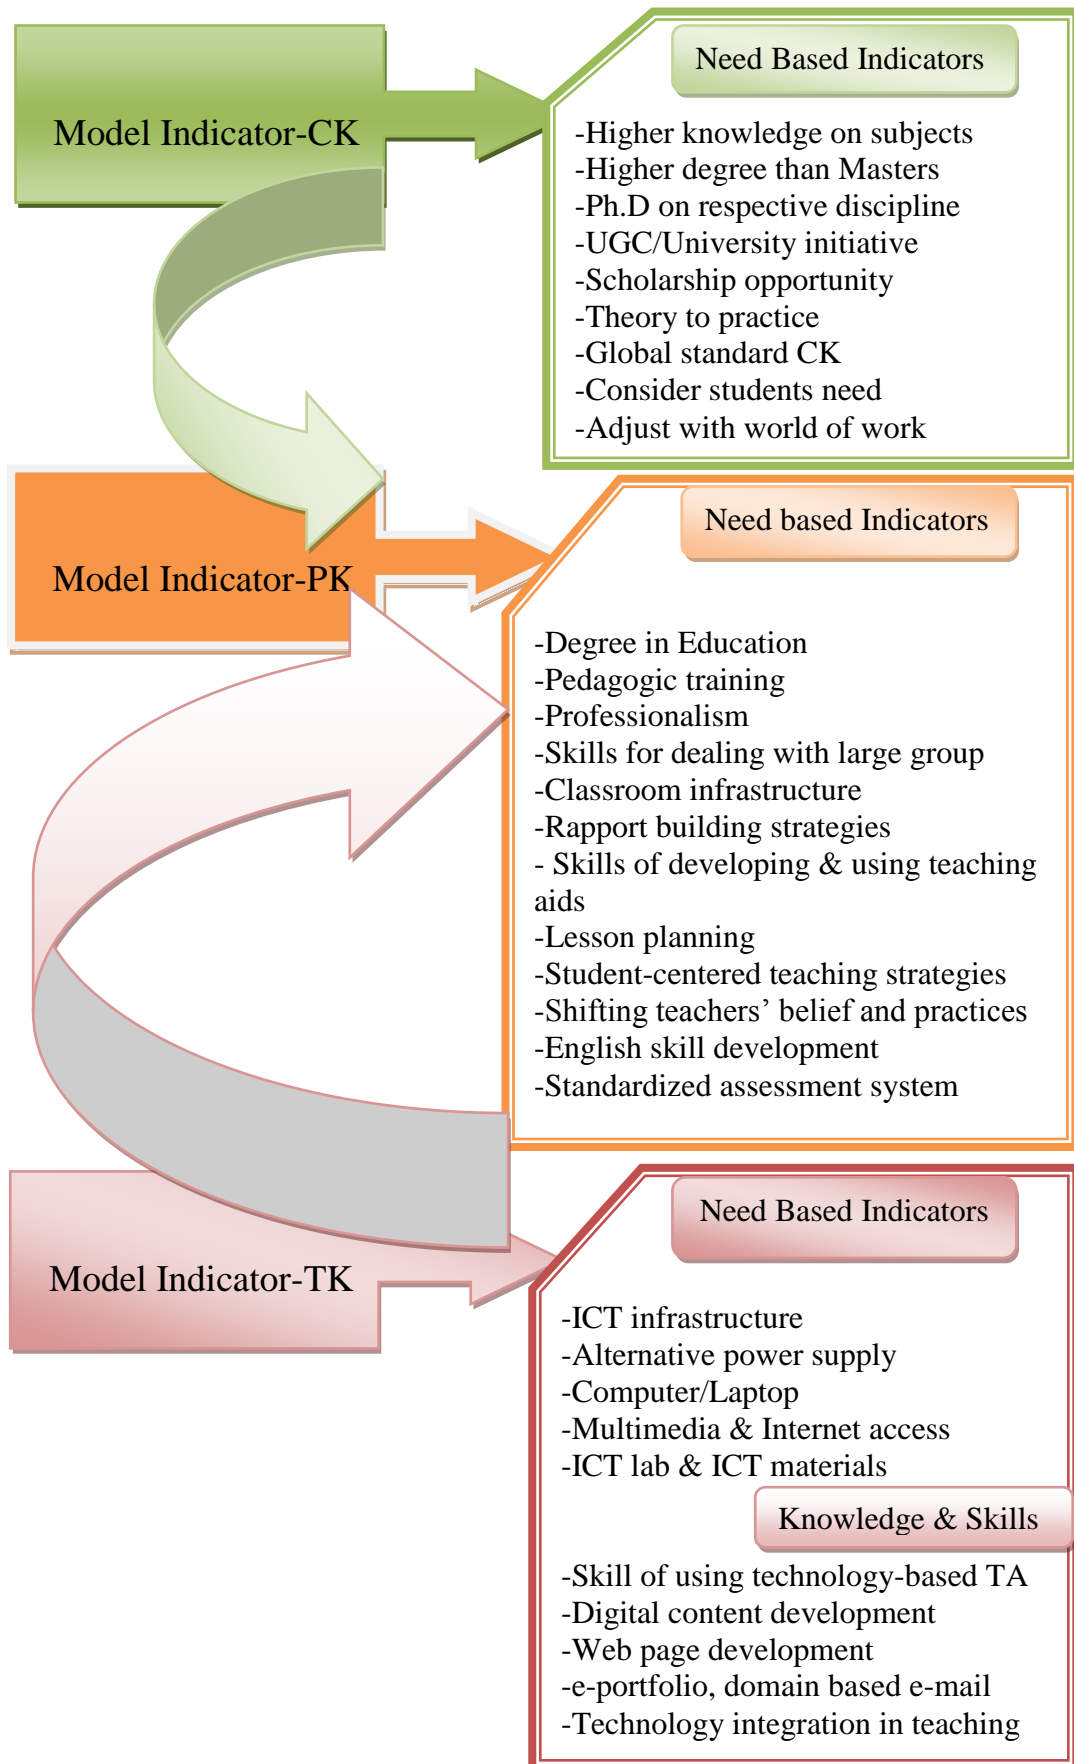 Model Indicator-CK
Need Based Indicators
-Higher knowledge on subjects
-Higher degree than Masters
-Ph.D on respective discipline
-UGC/University initiative
-Scholarship opportunity
-Theory to practice
-Global standard CK
-Consider students need
-Adjust with world of work
Model Indicator-PK
Need based Indicators
-Degree in Education
-Pedagogic training
-Professionalism
-Skills for dealing with large group
-Classroom infrastructure
-Rapport building strategies
- Skills of developing & using teaching
aids
-Lesson planning
-Student-centered teaching strategies
-Shifting teachers’ belief and practices
-English skill development
-Standardized assessment system
Model Indicator-TK
Need Based Indicators
-ICT infrastructure
-Alternative power supply
-Computer/Laptop
-Multimedia & Internet access
-ICT lab & ICT materials
Knowledge & Skills
-Skill of using technology-based TA
-Digital content development
-Web page development
-e-portfolio, domain based e-mail
-Technology integration in teaching